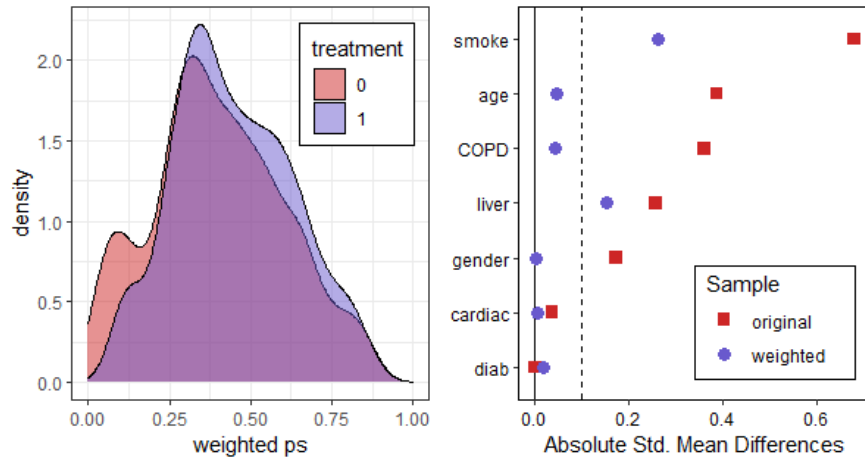 treatment
0
1
2.0
1.5
1.0
0.5
0.0
density
0.00 0.25 0.50 0.75 1.00
weighted ps
smoke
age
COPD
liver
gender
cardiac
diab
Sample
original
weighted
0.0 0.2 0.4 0.6
Absolute Std. Mean Differences